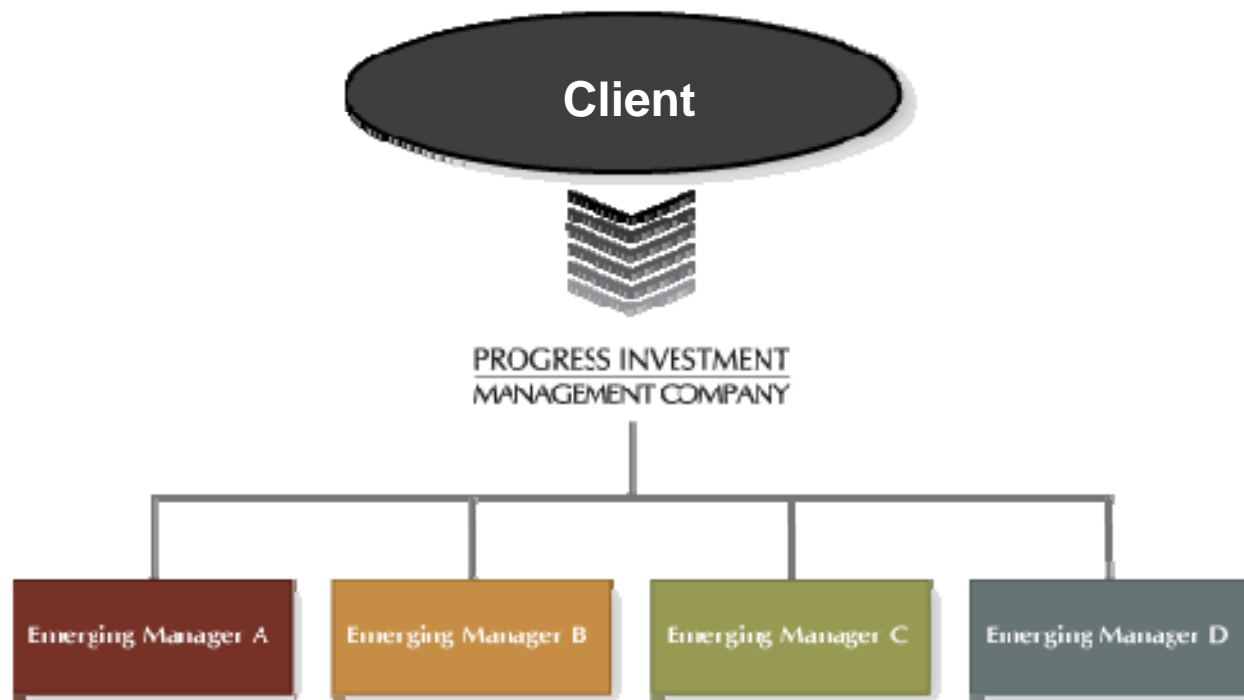 Client
PROGRESS INVESTMENT
MANAGEMENT COMPANY
Emerging Manager A
Emerging Manager B
Emerging Manager C
Emerging Manager D